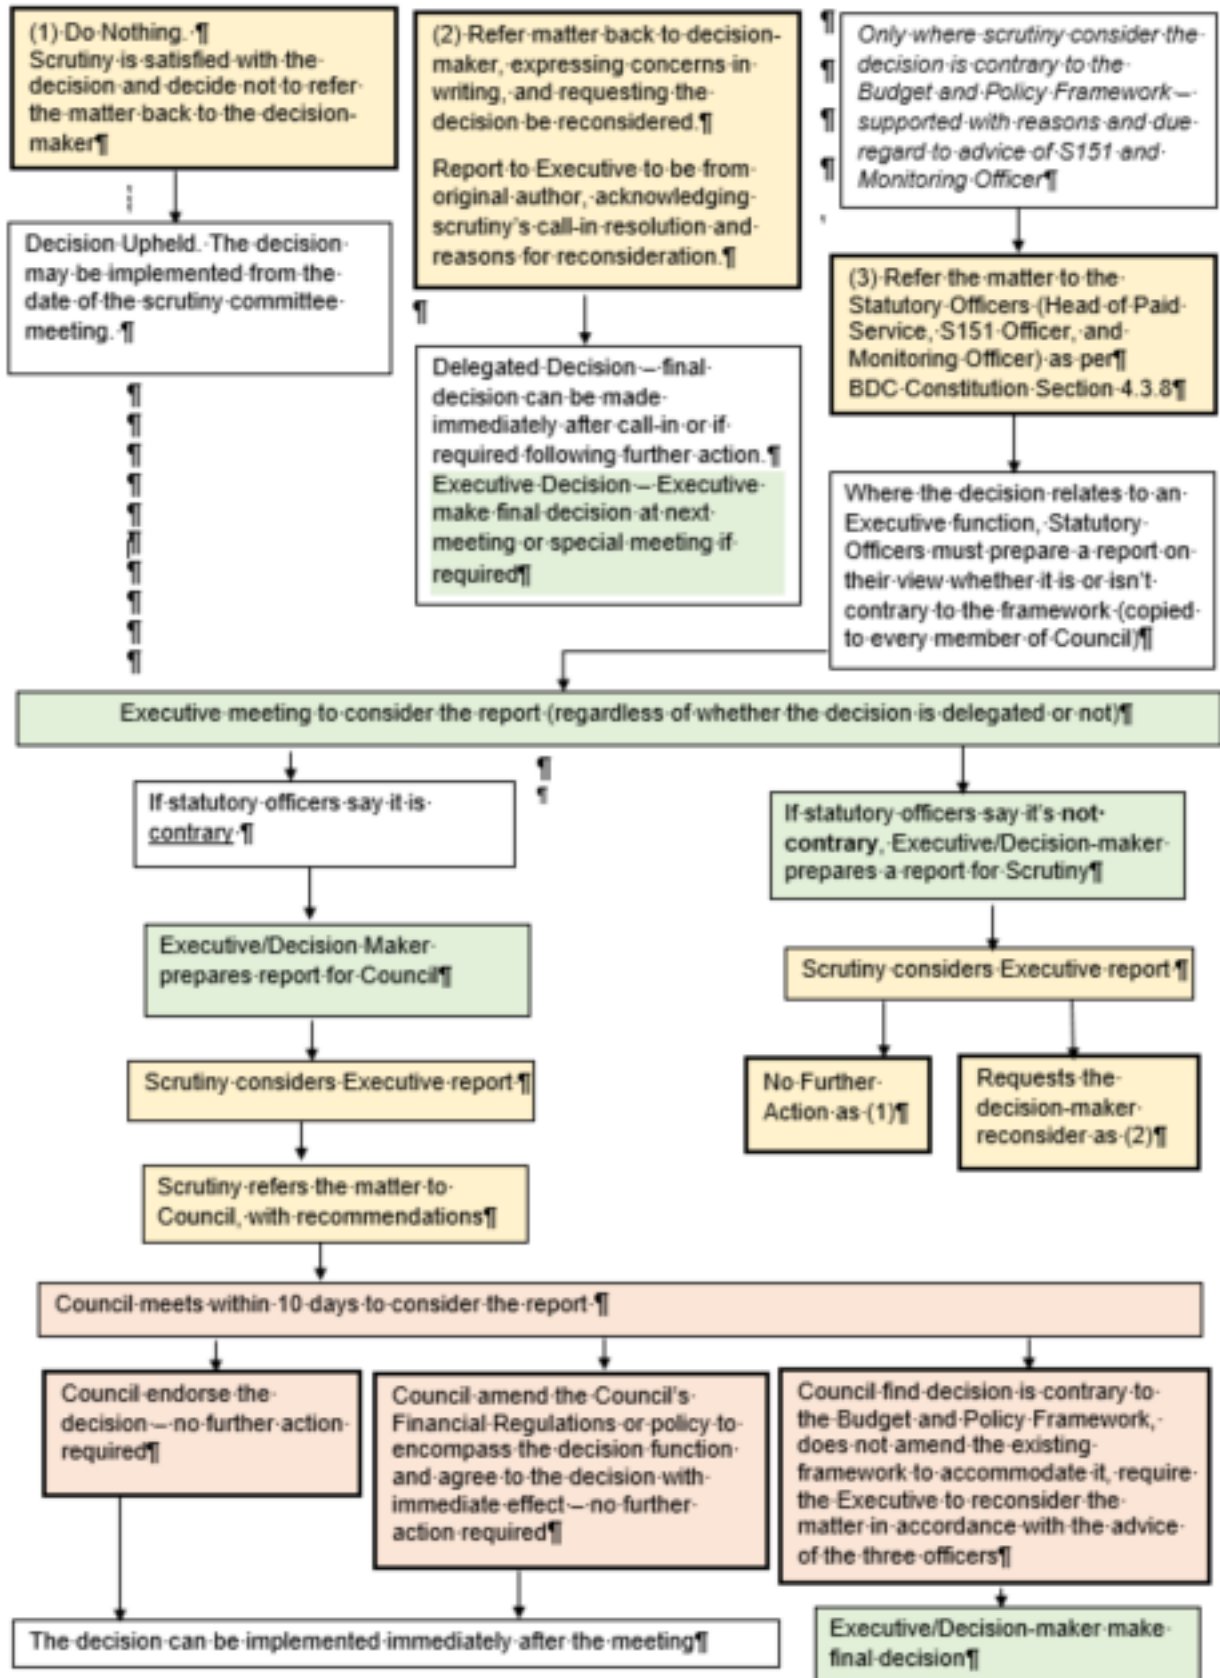 (1) Do Nothing. ¶
Scrutiny is satisfied with the
decision and decide not to refer
the matter back to the decision-
maker¶
Decision Upheld. The decision
may be implemented from the
date of the scrutiny committee
meeting. ¶
(2) Refer matter back to decision-
maker, expressing concerns in
writing, and requesting the
decision be reconsidered.¶
Report to Executive to be from
original author, acknowledging
scrutiny's call-in resolution and
reasons for reconsideration.¶
Delegated Decision – final
decision can be made
immediately after call-in or if
required following further action.¶
Executive Decision – Executive
make final decision at next
meeting or special meeting if
required¶
Only where scrutiny consider the
decision is contrary to the
Budget and Policy Framework –
supported with reasons and due
regard to advice of S151 and
Monitoring Officer¶
(3) Refer the matter to the
Statutory Officers (Head of Paid
Service, S151 Officer, and
Monitoring Officer) as per¶
BDC Constitution Section 4.3.8¶
Where the decision relates to an
Executive function, Statutory
Officers must prepare a report on
their view whether it is or isn't
contrary to the framework (copied
to every member of Council)¶
Executive meeting to consider the report (regardless of whether the decision is delegated or not)¶
If statutory officers say it is
contrary ¶
Executive/Decision Maker
prepares report for Council¶
Scrutiny considers Executive report ¶
Scrutiny refers the matter to
Council, with recommendations¶
If statutory officers say it's not
contrary, Executive/Decision-maker
prepares a report for Scrutiny¶
Scrutiny considers Executive report ¶
No Further
Action as (1)¶
Requests the
decision-maker
reconsider as (2)¶
Council meets within 10 days to consider the report ¶
Council endorse the
decision – no further action
required¶
Council amend the Council's
Financial Regulations or policy to
encompass the decision function
and agree to the decision with
immediate effect – no further
action required¶
Council find decision is contrary to
the Budget and Policy Framework,
does not amend the existing
framework to accommodate it, require
the Executive to reconsider the
matter in accordance with the advice
of the three officers¶
The decision can be implemented immediately after the meeting¶
Executive/Decision-maker make
final decision¶